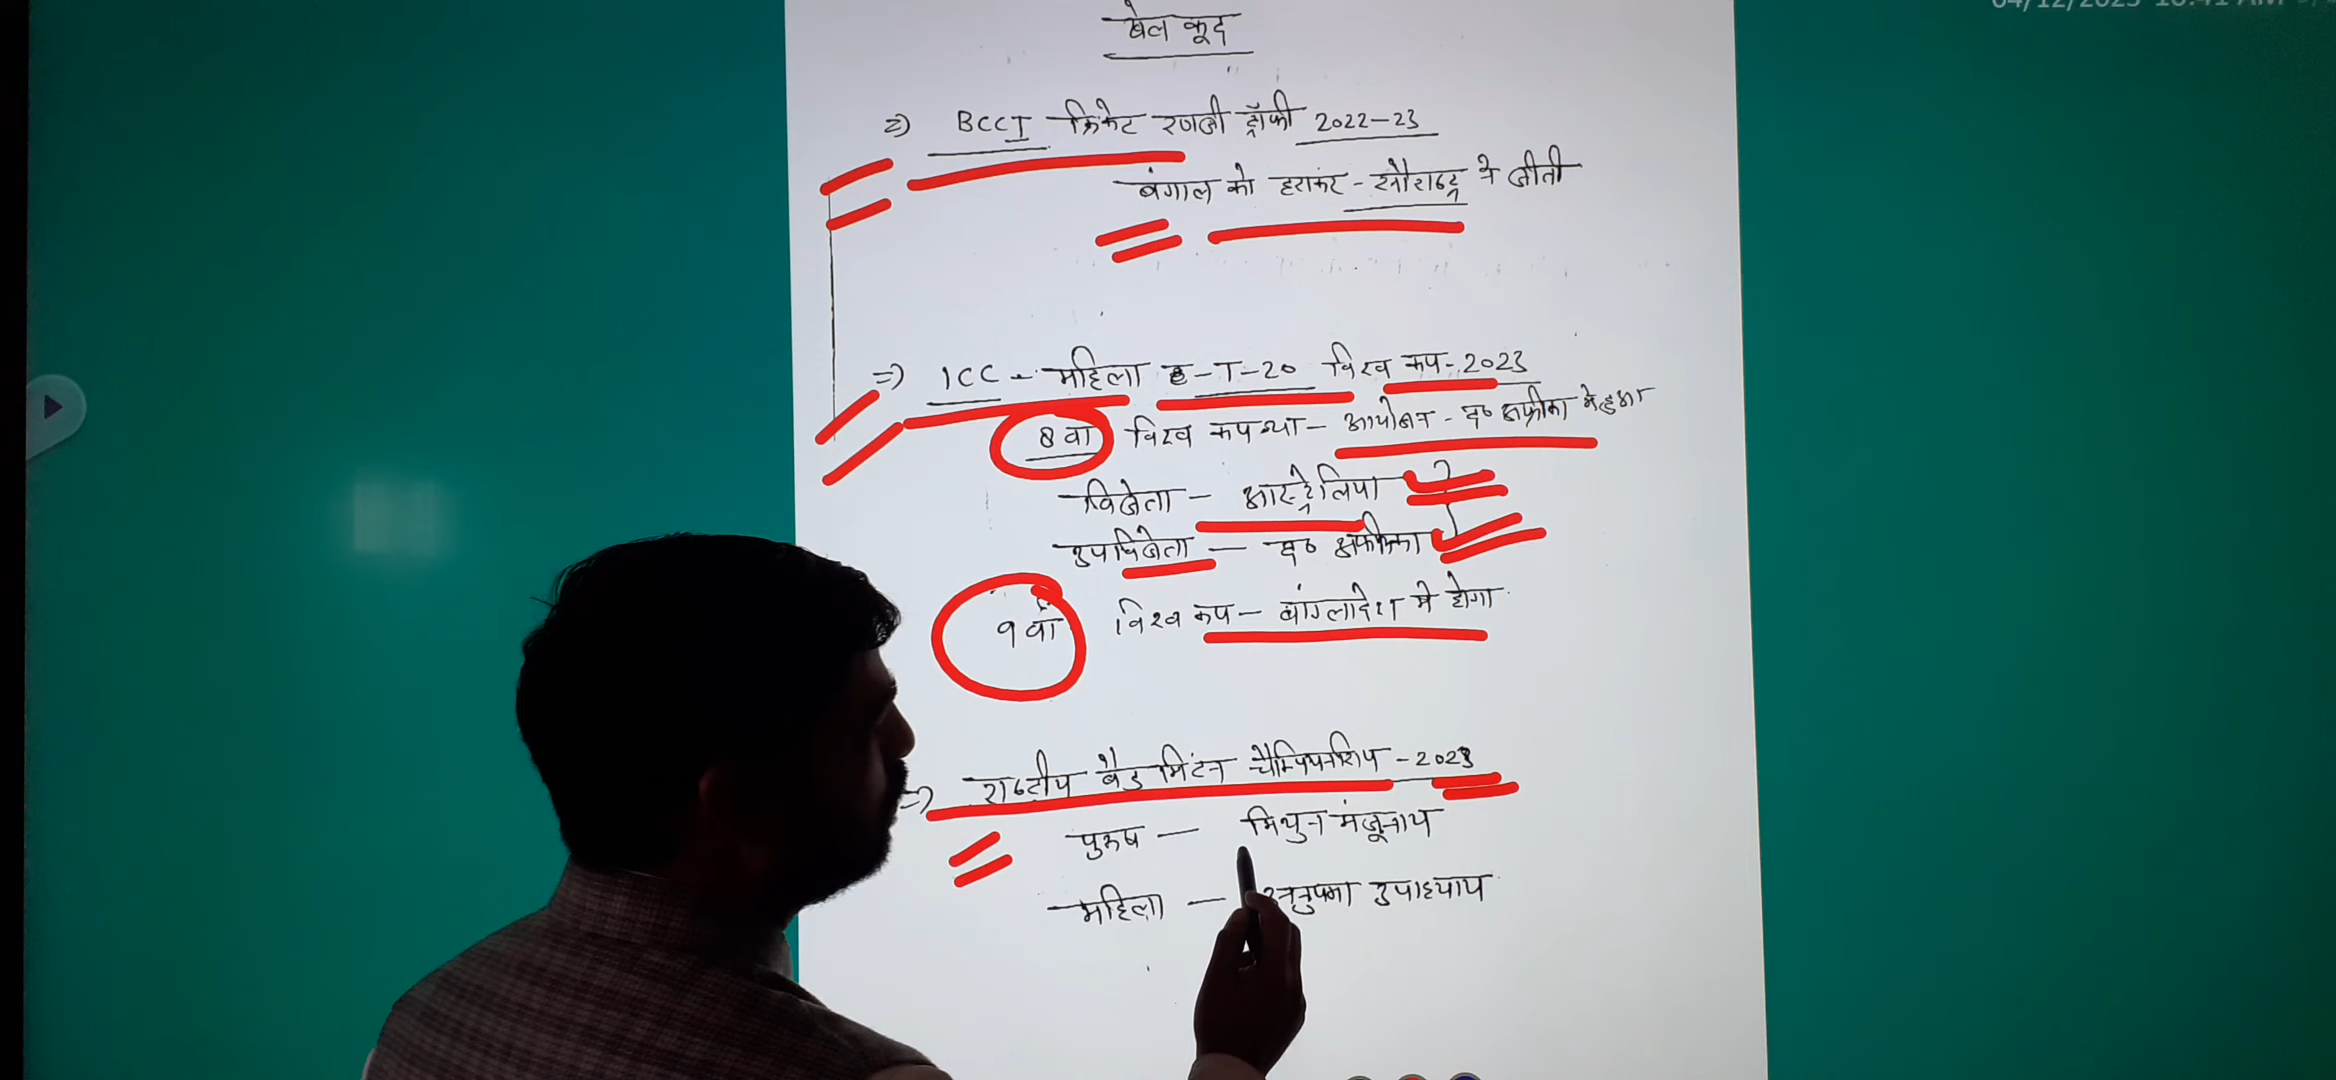 खेल कूद
=) BCCI क्रिकेट रणजी ट्रॉफी 2022-23
बंगाल को हराकर - सौराष्ट्र ने जीती
=) ICC - महिला T-20 विश्व कप - 2023
8 वा विश्व कप था - आयोजन - द० अफ्रीका मे हुआ
विजेता - आस्ट्रेलिया
उपविजेता - द० अफ्रीका
9 वां विश्व कप - बांग्लादेश मे होगा
=) राष्ट्रीय बैडमिंटन चैम्पियनशिप - 2023
पुरुष - मिथुन मंजूनाथ
महिला - उपाध्याय